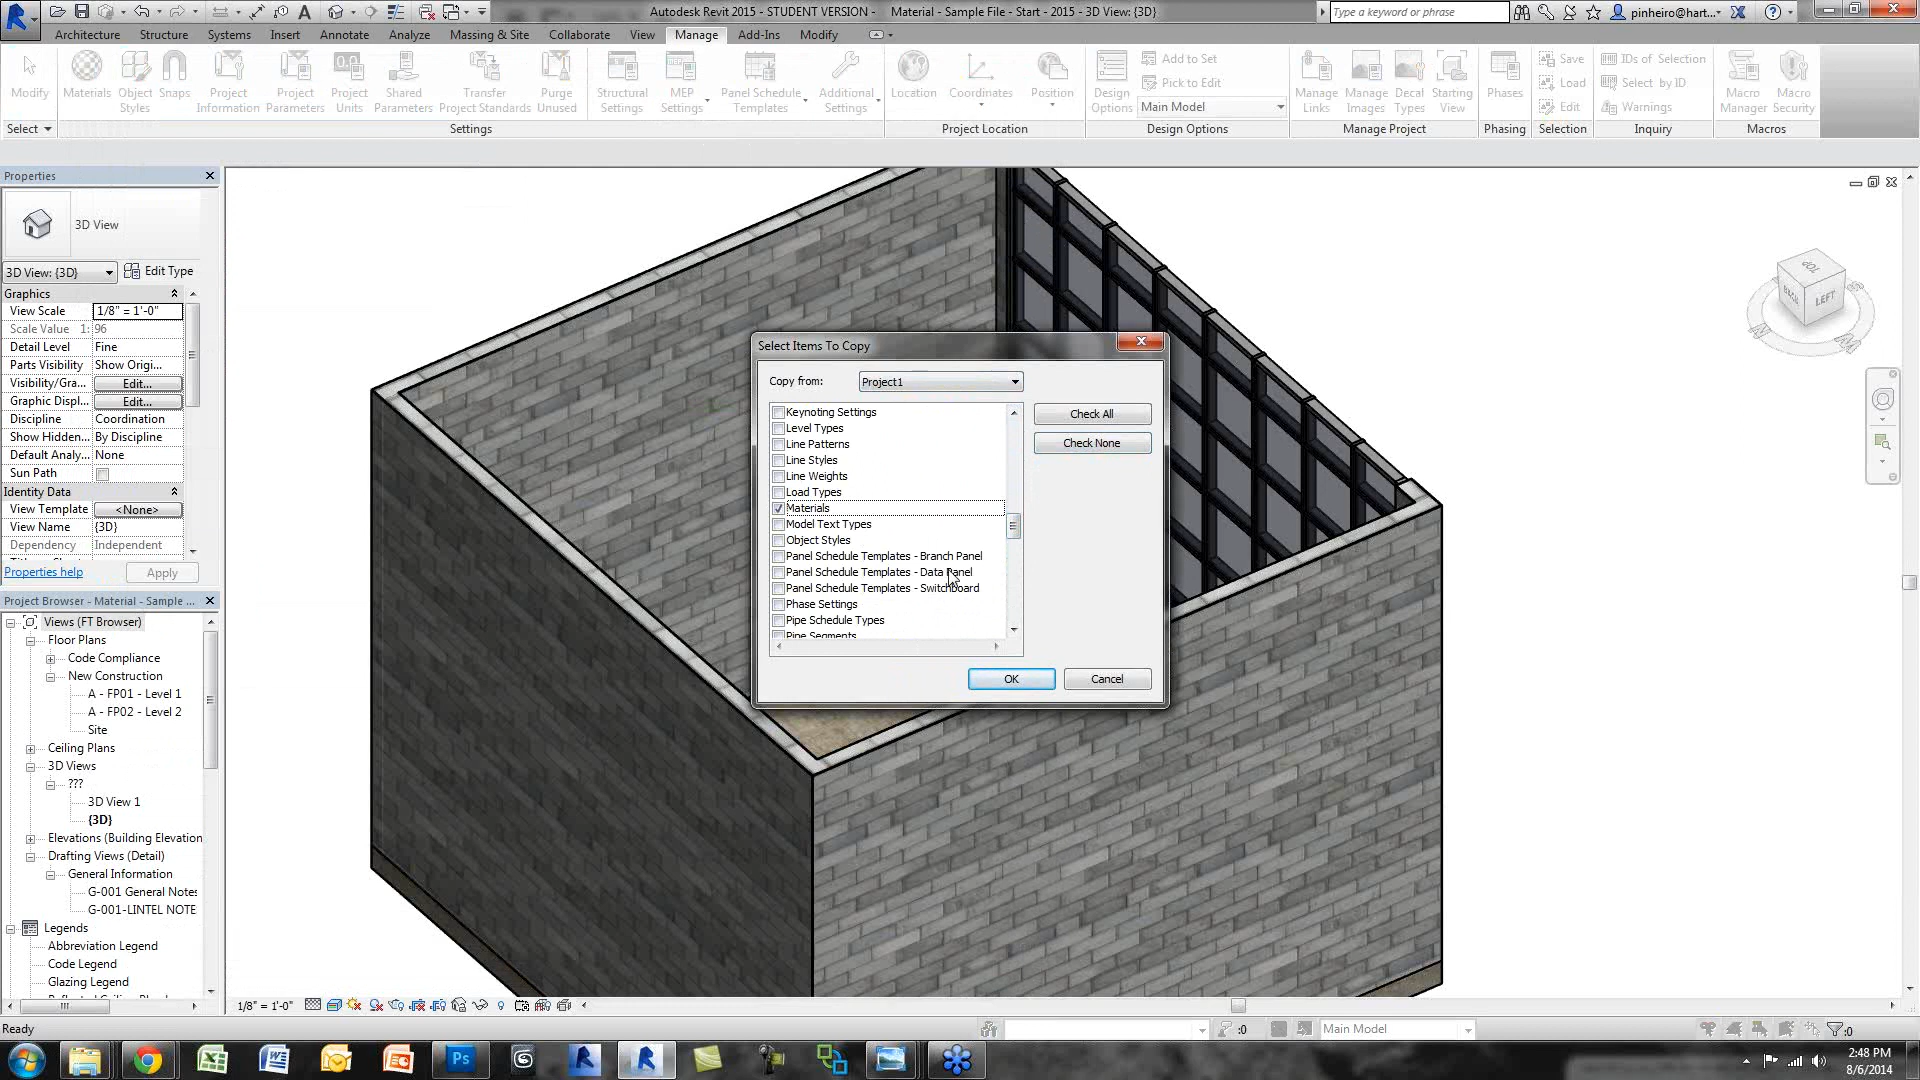 Autodesk Revit 2015 - STUDENT VERSION - Material - Sample File - Start - 2015 - 3D View: {3D}
Type a keyword or phrase
pinheiro@hart...
Architecture Structure Systems Insert Annotate Analyze Massing & Site Collaborate View Manage Add-Ins Modify
Modify
Materials
Object Styles
Snaps
Project Information
Project Parameters
Project Units
Shared Parameters
Transfer Project Standards
Purge Unused
Structural Settings
MEP Settings
Panel Schedule Templates
Additional Settings
Location
Coordinates
Position
Design Options
Add to Set
Pick to Edit
Main Model
Manage Links
Manage Images
Decal Types
Starting View
Phases
Save
Load
Edit
IDs of Selection
Select by ID
Warnings
Macro Manager
Macro Security
Select
Settings
Project Location
Design Options
Manage Project
Phasing
Selection
Inquiry
Macros
Properties
3D View
3D View: {3D}
Edit Type
Graphics
View Scale 1/8" = 1'-0"
Scale Value 1: 96
Detail Level Fine
Parts Visibility Show Origi...
Visibility/Gra... Edit...
Graphic Displ... Edit...
Discipline Coordination
Show Hidden... By Discipline
Default Analy... None
Sun Path
Identity Data
View Template <None>
View Name {3D}
Dependency Independent
Properties help
Apply
Project Browser - Material - Sample ...
Views (FT Browser)
Floor Plans
Code Compliance
New Construction
A - FP01 - Level 1
A - FP02 - Level 2
Site
Ceiling Plans
3D Views
???
3D View 1
{3D}
Elevations (Building Elevation
Drafting Views (Detail)
General Information
G-001 General Notes
G-001-LINTEL NOTE
Legends
Abbreviation Legend
Code Legend
Glazing Legend
Select Items To Copy
Copy from: Project1
Keynoting Settings
Level Types
Line Patterns
Line Styles
Line Weights
Load Types
Materials
Model Text Types
Object Styles
Panel Schedule Templates - Branch Panel
Panel Schedule Templates - Data Panel
Panel Schedule Templates - Switchboard
Phase Settings
Pipe Schedule Types
Pipe Segments
Check All
Check None
OK
Cancel
TOP
BACK
LEFT
1/8" = 1'-0"
Ready
:0
Main Model
:0
Ps
2:48 PM
8/6/2014